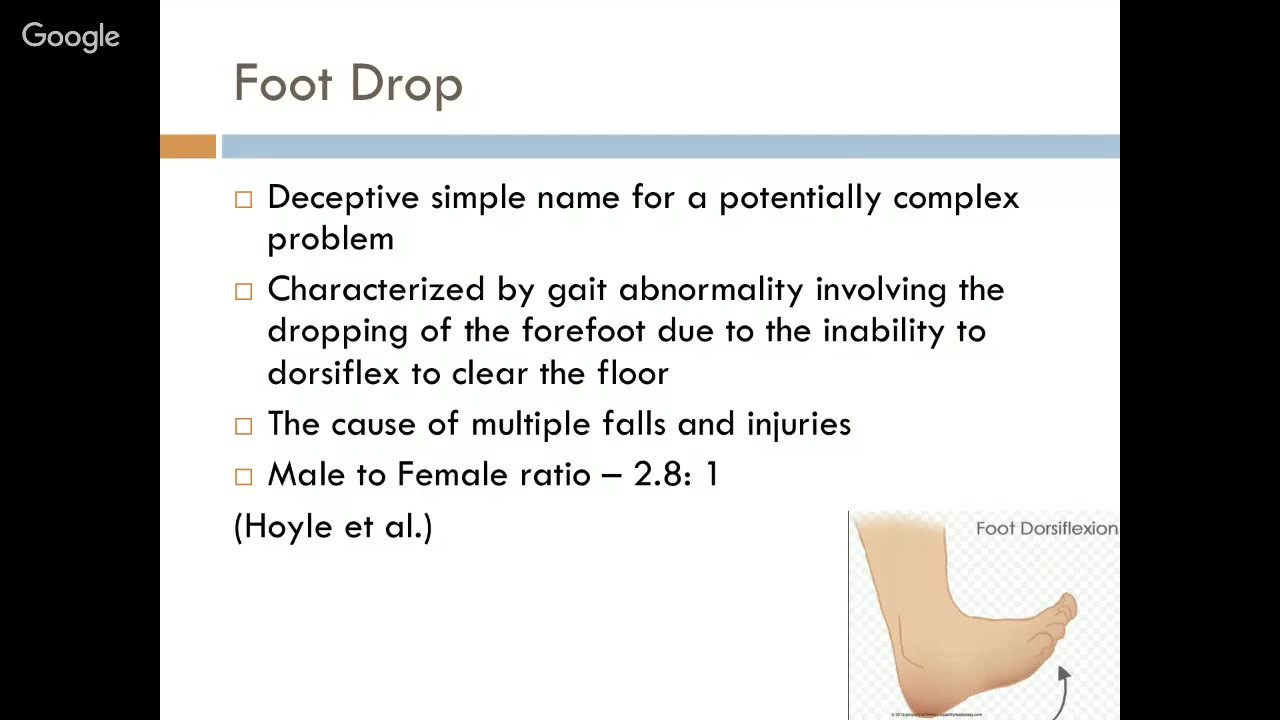 Google
Foot Drop
Deceptive simple name for a potentially complex
problem
Characterized by gait abnormality involving the
dropping of the forefoot due to the inability to
dorsiflex to clear the floor
The cause of multiple falls and injuries
Male to Female ratio – 2.8: 1
(Hoyle et al.)
Foot Dorsiflexion